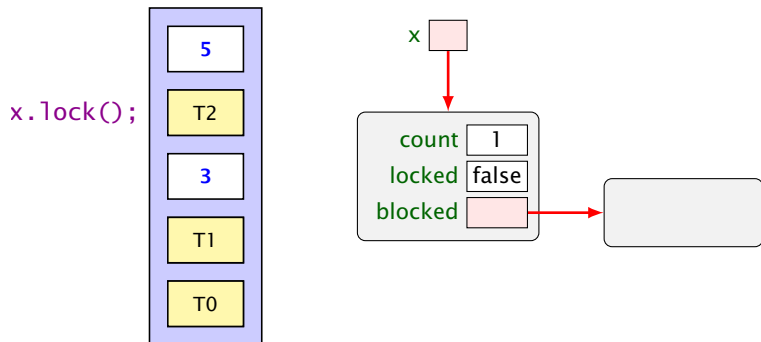 5
x.lock();
T2
3
T1
T0
x
count 1
locked false
blocked